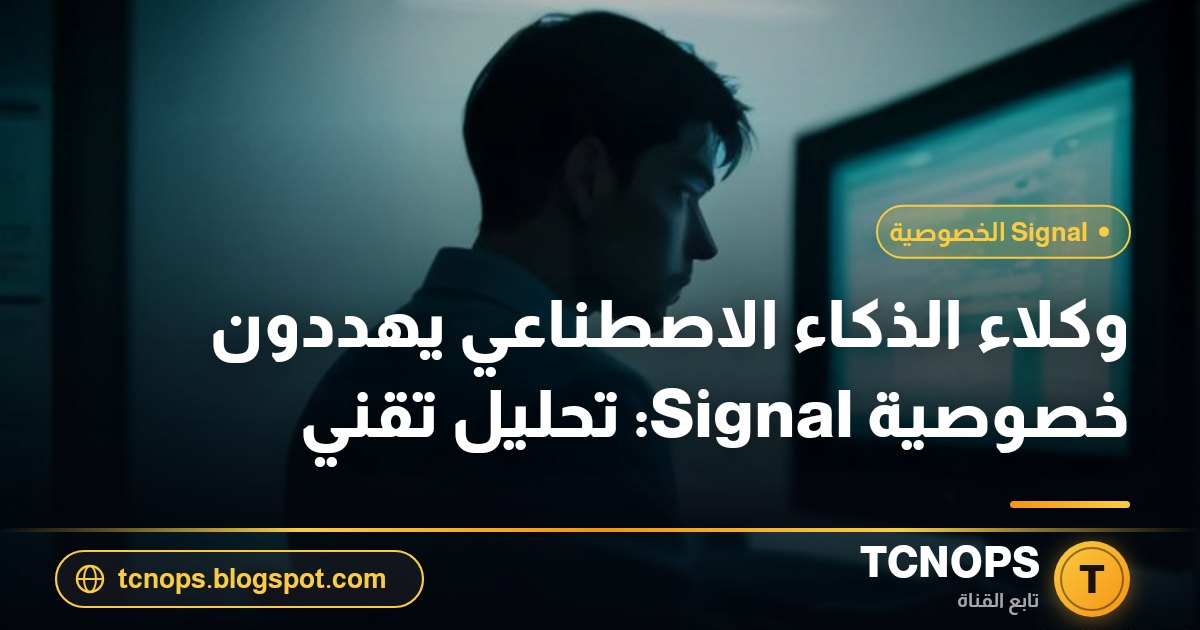 Signal الخصوصية
وكلاء الذكاء الاصطناعي يهددون
خصوصية Signal: تحليل تقني
TCNOPS
تابع القناة
T
tcnops.blogspot.com